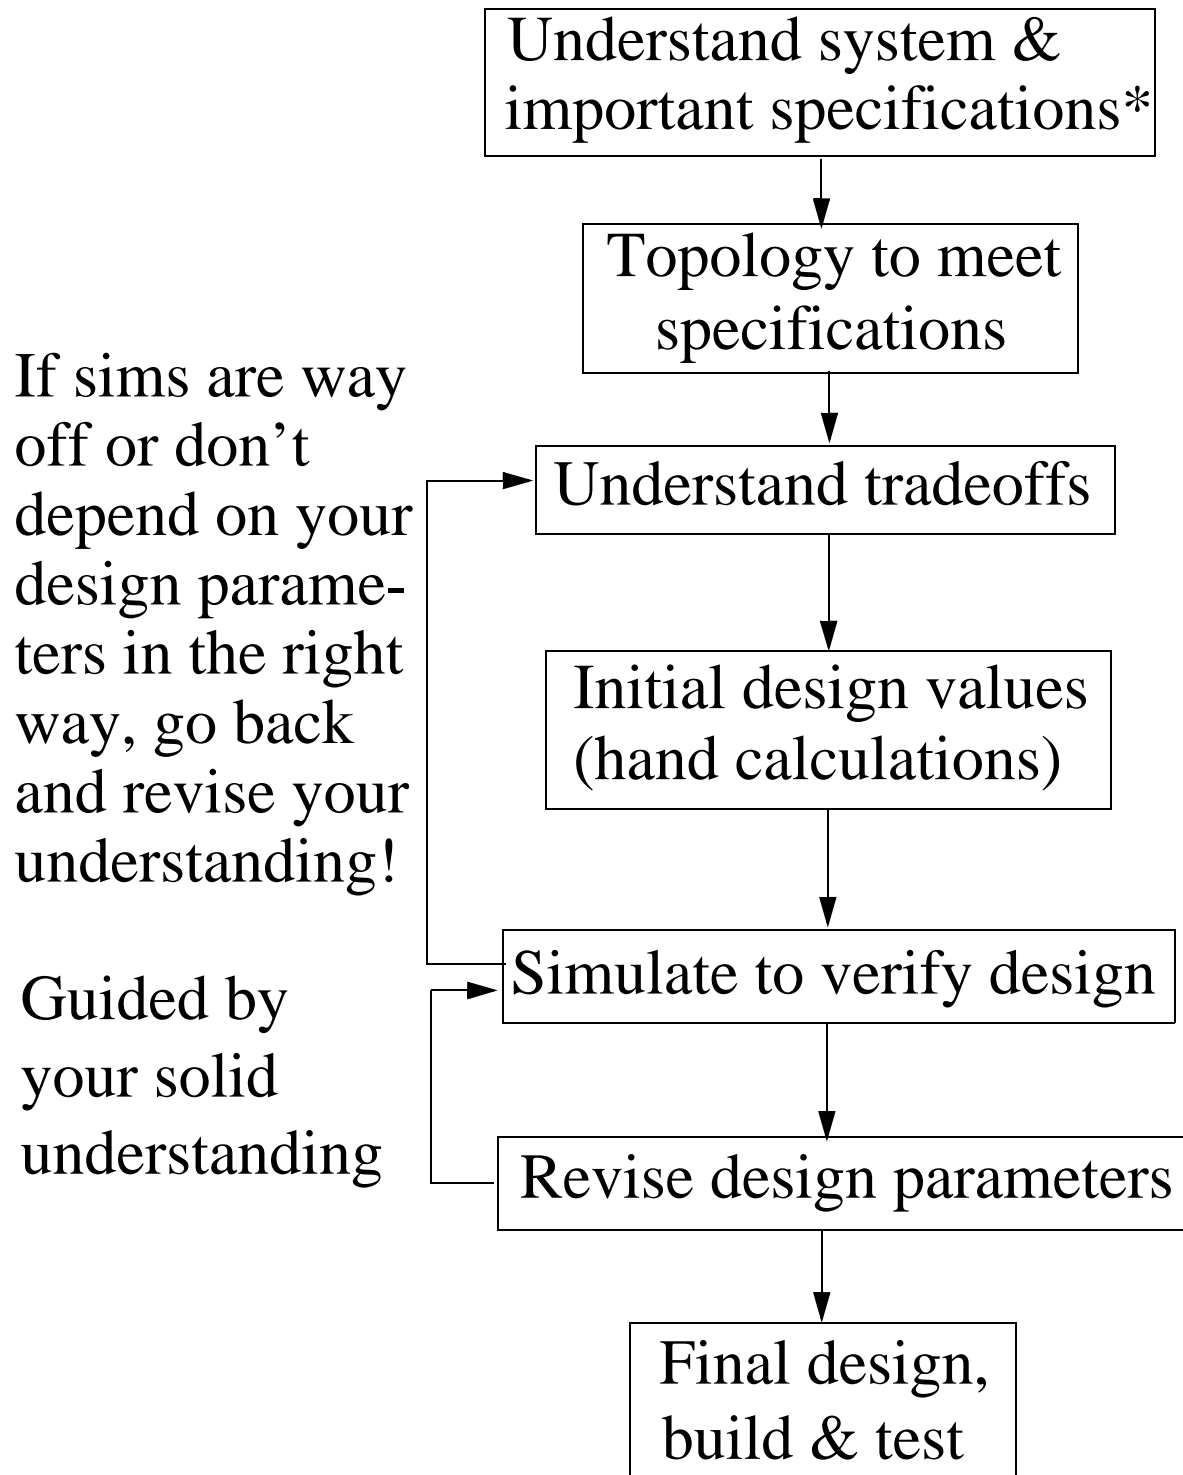 Understand system &
important specifications*
Topology to meet
specifications
If sims are way
off or don’t
depend on your
design parame-
ters in the right
way, go back
and revise your
understanding!
Understand tradeoffs
Initial design values
(hand calculations)
Simulate to verify design
Guided by
your solid
understanding
Revise design parameters
Final design,
build & test